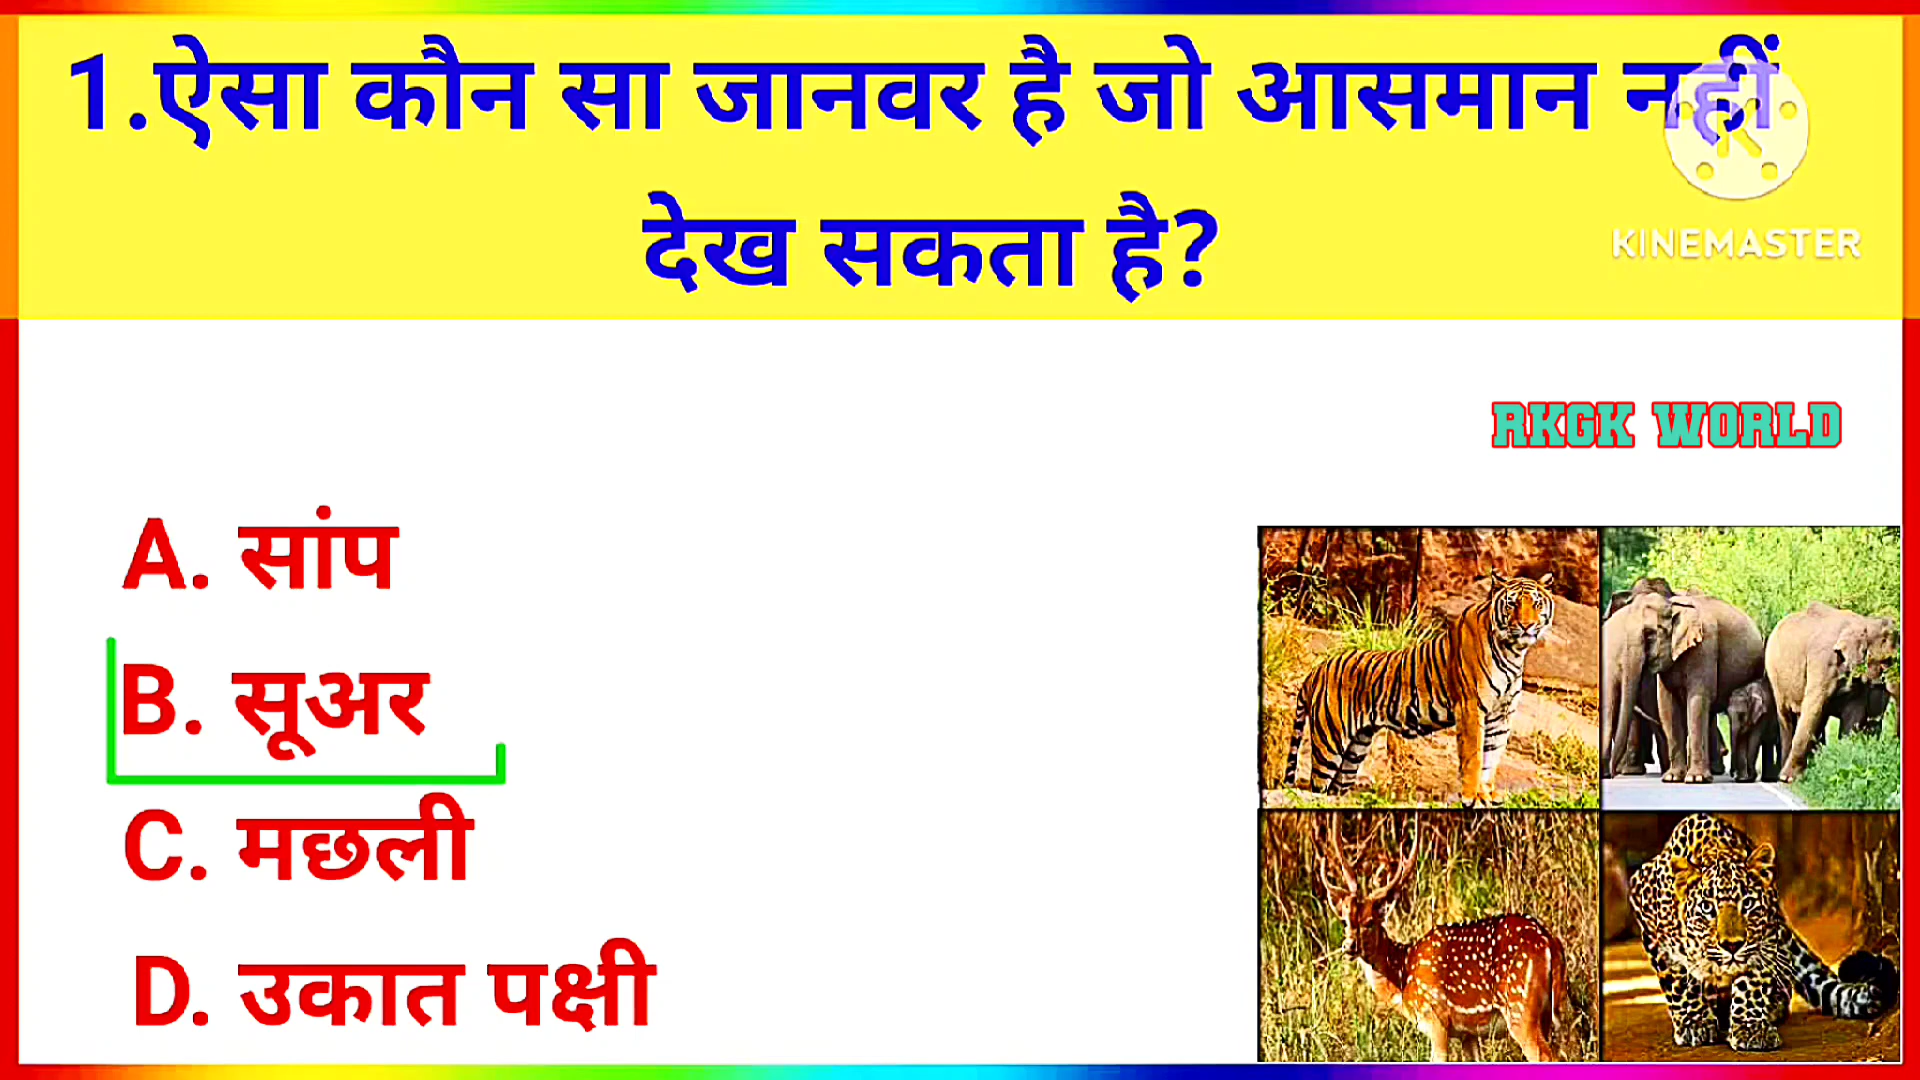 1.ऐसा कौन सा जानवर है जो आसमान नहीं
देख सकता है?
KINEMASTER
RKGK WORLD
A. सांप
B. सूअर
C. मछली
D. उकात पक्षी